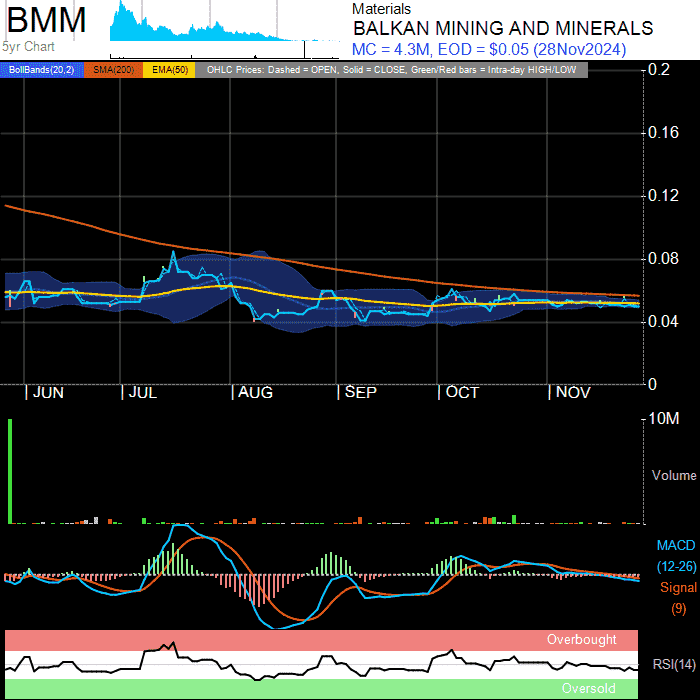 BMM
5yr Chart
Materials
BALKAN MINING AND MINERALS
MC = 4.3M, EOD = $0.05 (28Nov2024)
BollBands(20,2) SMA(200) EMA(50) OHLC Prices: Dashed = OPEN, Solid = CLOSE, Green/Red bars = Intra-day HIGH/LOW
0.2
0.16
0.12
0.08
0.04
0
JUN JUL AUG SEP OCT NOV
10M
Volume
MACD
(12-26)
Signal
(9)
Overbought
RSI(14)
Oversold